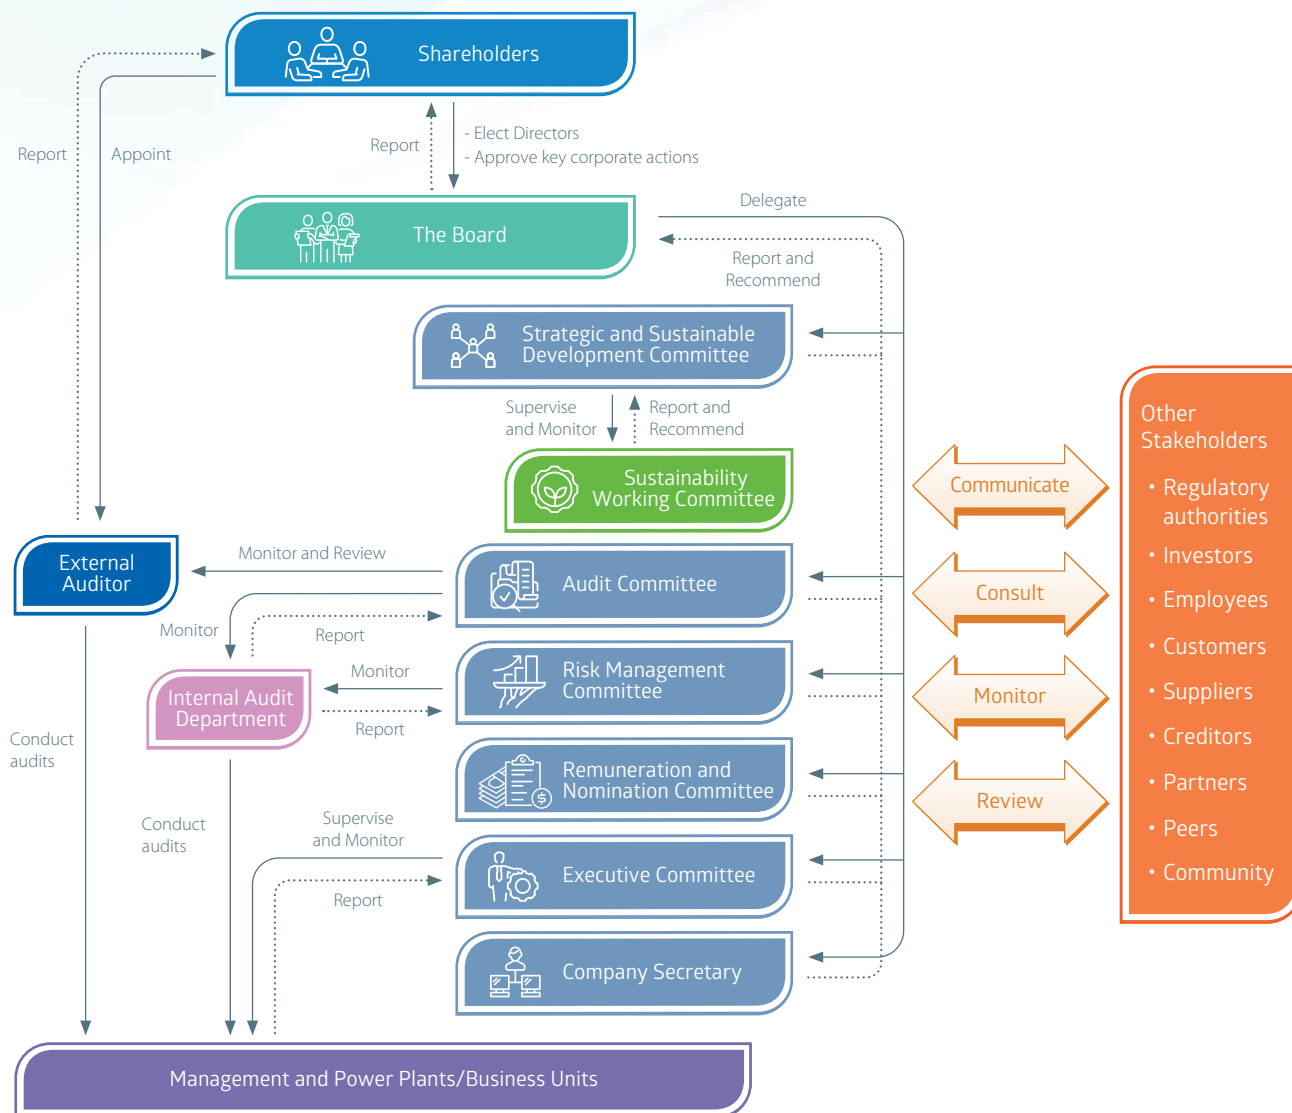 Shareholders
Report
Appoint
Report
- Elect Directors
- Approve key corporate actions
The Board
Delegate
Report and
Recommend
Strategic and Sustainable
Development Committee
Supervise
and Monitor
Report and
Recommend
Sustainability
Working Committee
External
Auditor
Monitor and Review
Audit Committee
Monitor
Report
Internal Audit
Department
Monitor
Report
Risk Management
Committee
Remuneration and
Nomination Committee
Conduct
audits
Conduct
audits
Supervise
and Monitor
Report
Executive Committee
Company Secretary
Management and Power Plants/Business Units
Communicate
Consult
Monitor
Review
Other
Stakeholders
• Regulatory
authorities
• Investors
• Employees
• Customers
• Suppliers
• Creditors
• Partners
• Peers
• Community